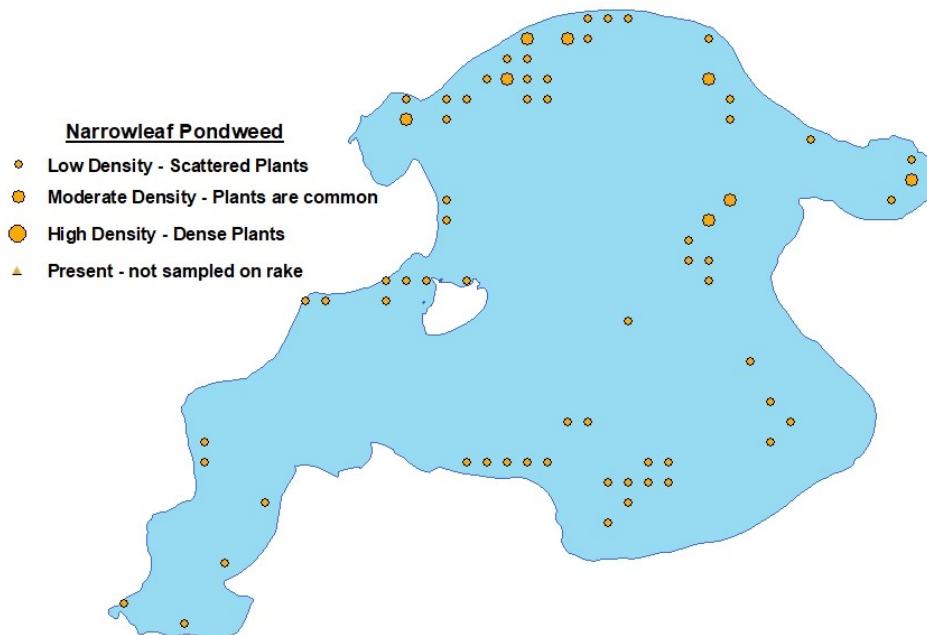 Narrowleaf Pondweed
Low Density - Scattered Plants
Moderate Density - Plants are common
High Density - Dense Plants
Present - not sampled on rake